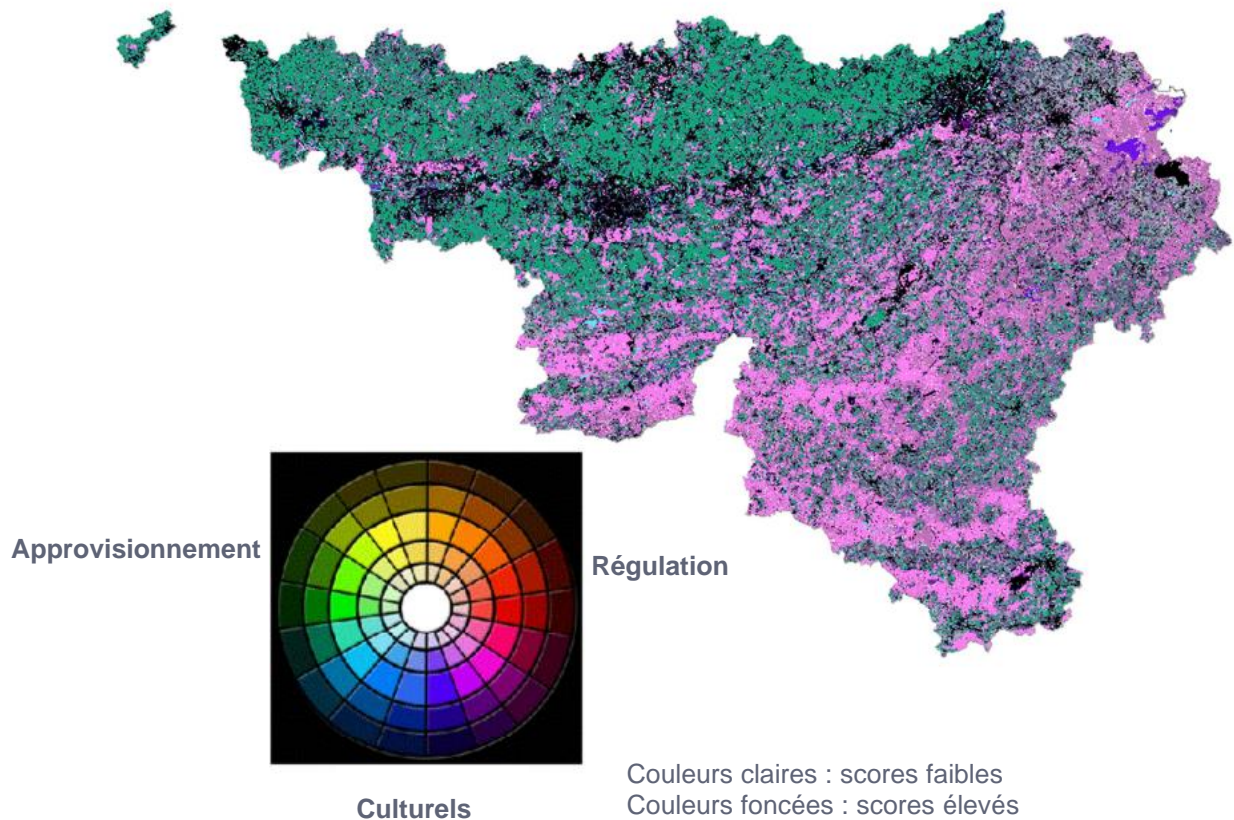 Approvisionnement
Régulation
Culturels
Couleurs claires : scores faibles
Couleurs foncées : scores élevés